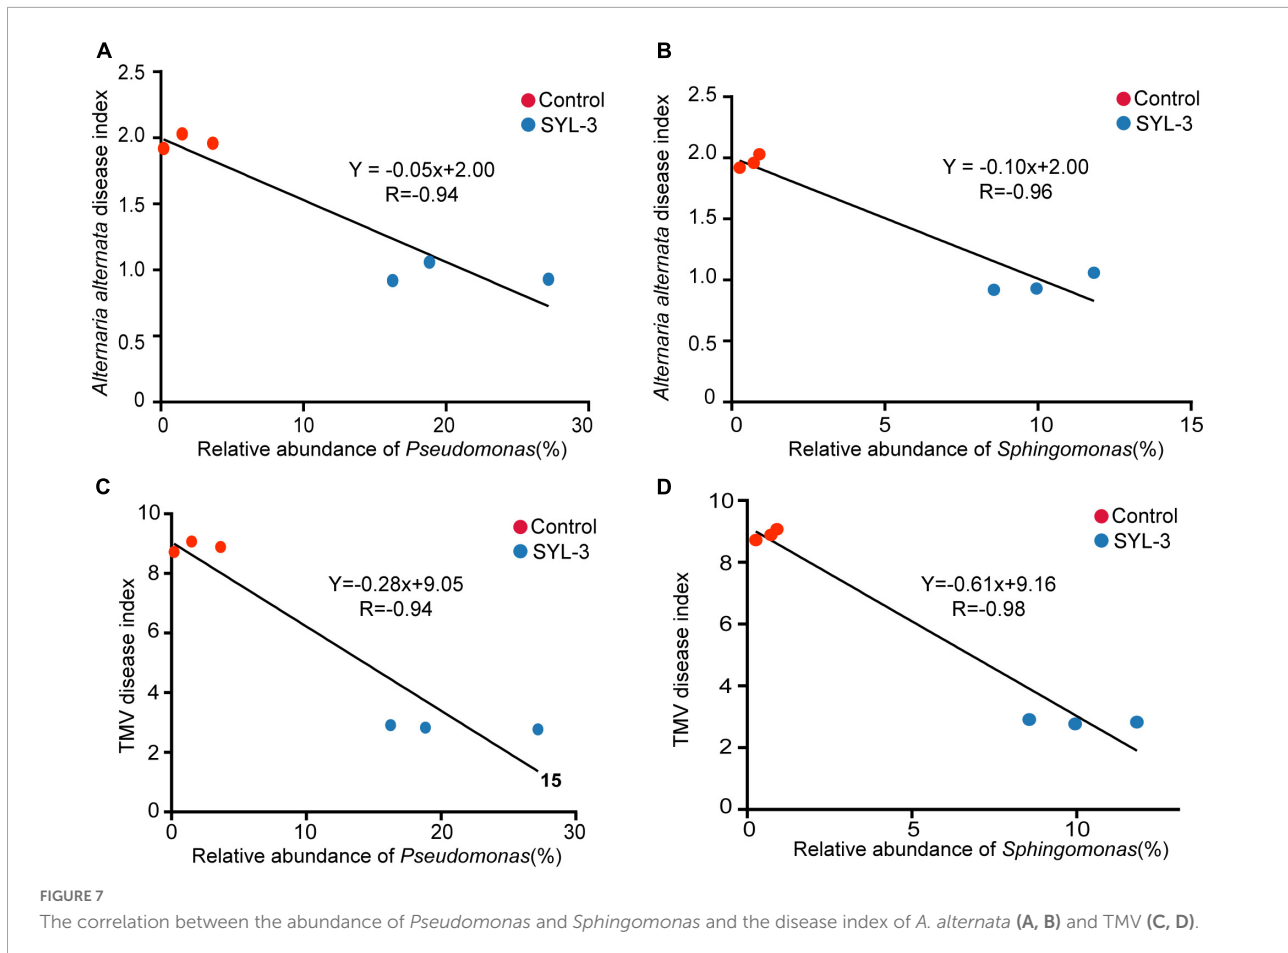 A
Alternaria alternata disease index
2.5
2.0
1.5
1.0
0.5
0
Control
SYL-3
Y = -0.05x+2.00
R=-0.94
0 10 20 30
Relative abundance of Pseudomonas(%)
B
Alternaria alternata disease index
2.5
2.0
1.5
1.0
0.5
0
Control
SYL-3
Y = -0.10x+2.00
R=-0.96
0 5 10 15
Relative abundance of Sphingomonas(%)
C
TMV disease index
10
8
6
4
2
0
Control
SYL-3
Y=-0.28x+9.05
R=-0.94
15
0 10 20 30
Relative abundance of Pseudomonas(%)
D
TMV disease index
10
8
6
4
2
0
Control
SYL-3
Y=-0.61x+9.16
R=-0.98
0 5 10
Relative abundance of Sphingomonas(%)
FIGURE 7
The correlation between the abundance of Pseudomonas and Sphingomonas and the disease index of A. alternata (A, B) and TMV (C, D).